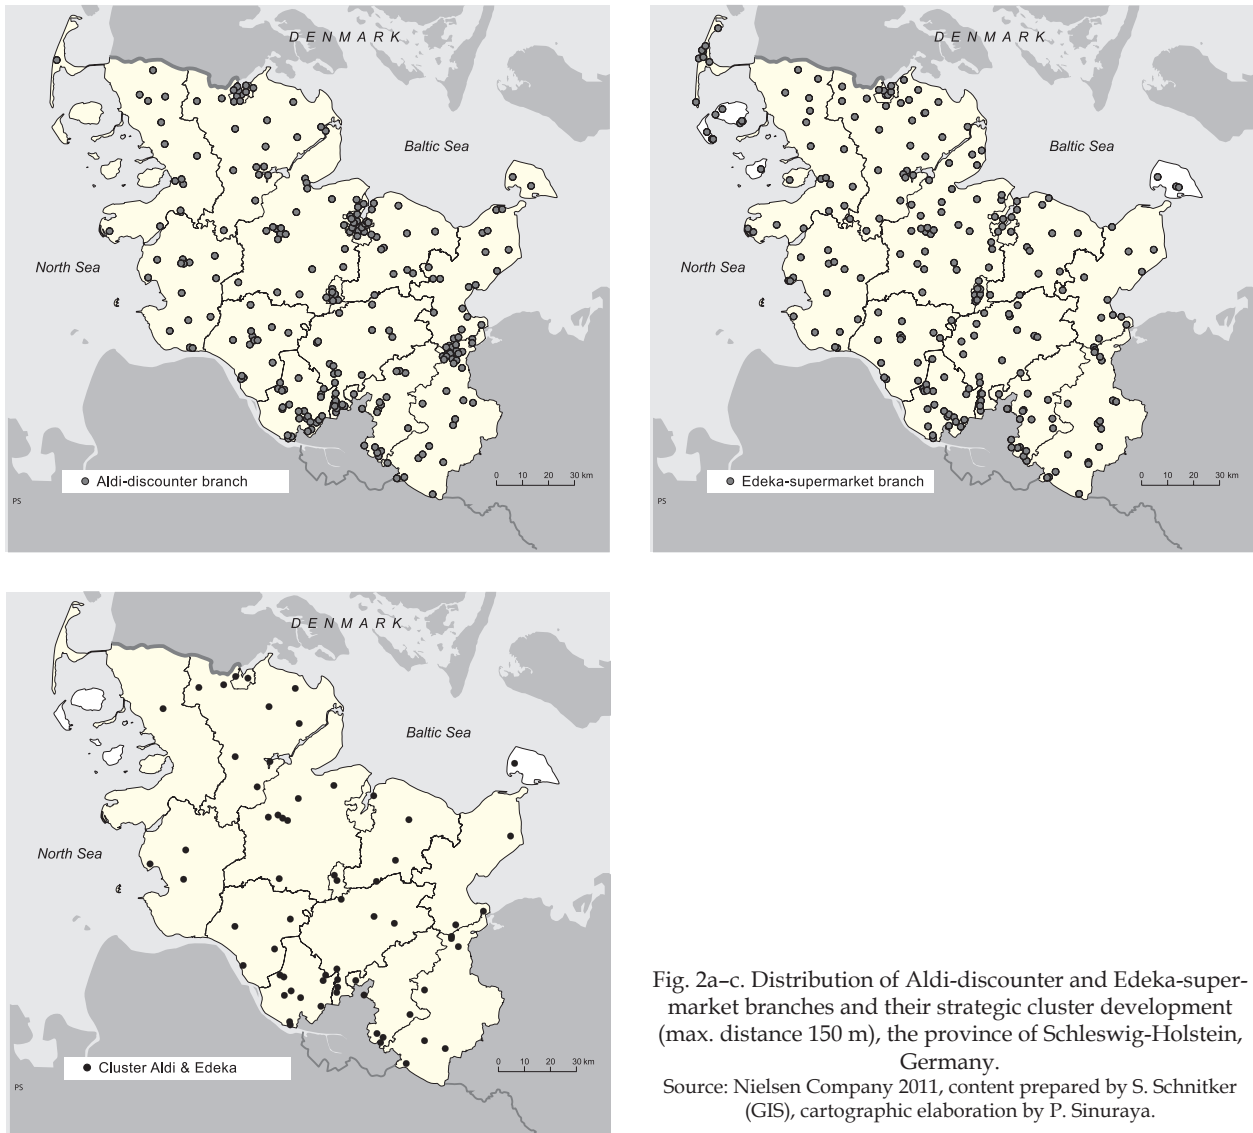 DENMARK
Baltic Sea
North Sea
Aldi-discounter branch
0 10 20 30 km
PS
DENMARK
Baltic Sea
North Sea
Edeka-supermarket branch
0 10 20 30 km
PS
DENMARK
Baltic Sea
North Sea
Cluster Aldi & Edeka
0 10 20 30 km
PS
Fig. 2a–c. Distribution of Aldi-discounter and Edeka-super-
market branches and their strategic cluster development
(max. distance 150 m), the province of Schleswig-Holstein,
Germany.
Source: Nielsen Company 2011, content prepared by S. Schnitker
(GIS), cartographic elaboration by P. Sinuraya.